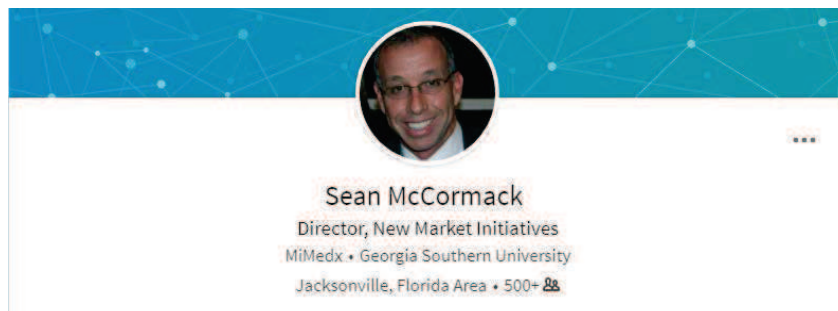 Sean McCormack
Director, New Market Initiatives
MiMedx • Georgia Southern University
Jacksonville, Florida Area • 500+